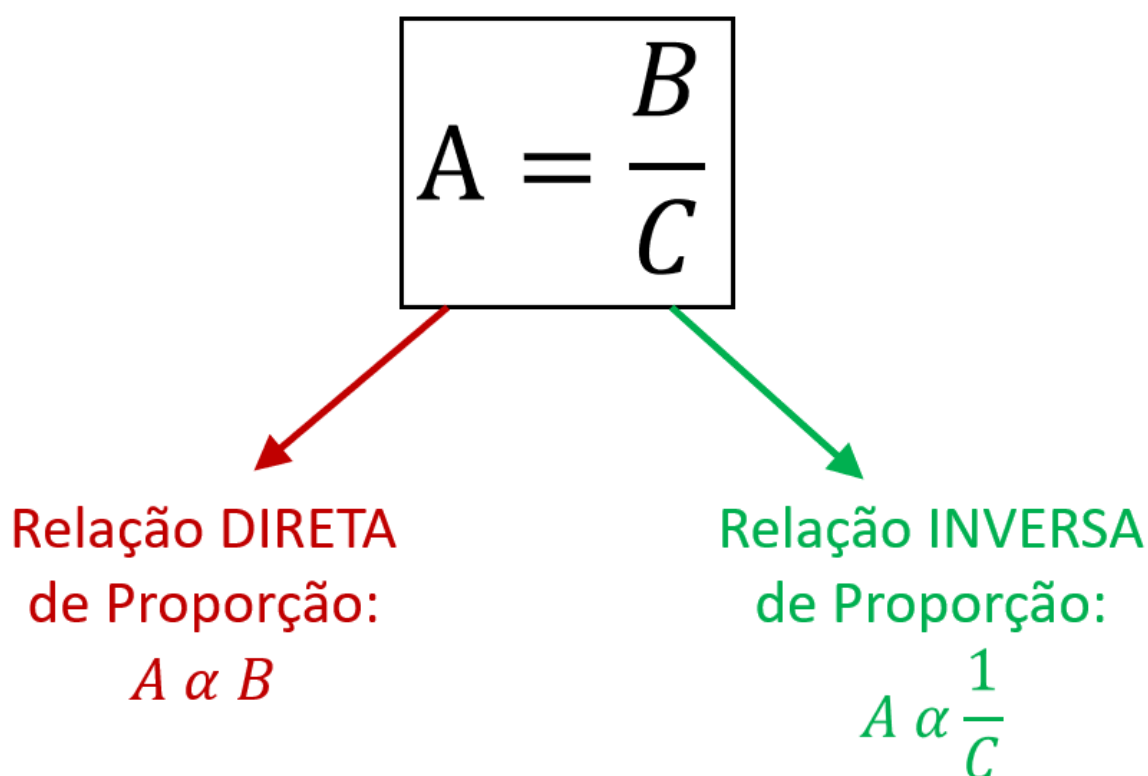 A = B/C
Relação DIRETA
de Proporção:
A α B
Relação INVERSA
de Proporção:
A α 1/C